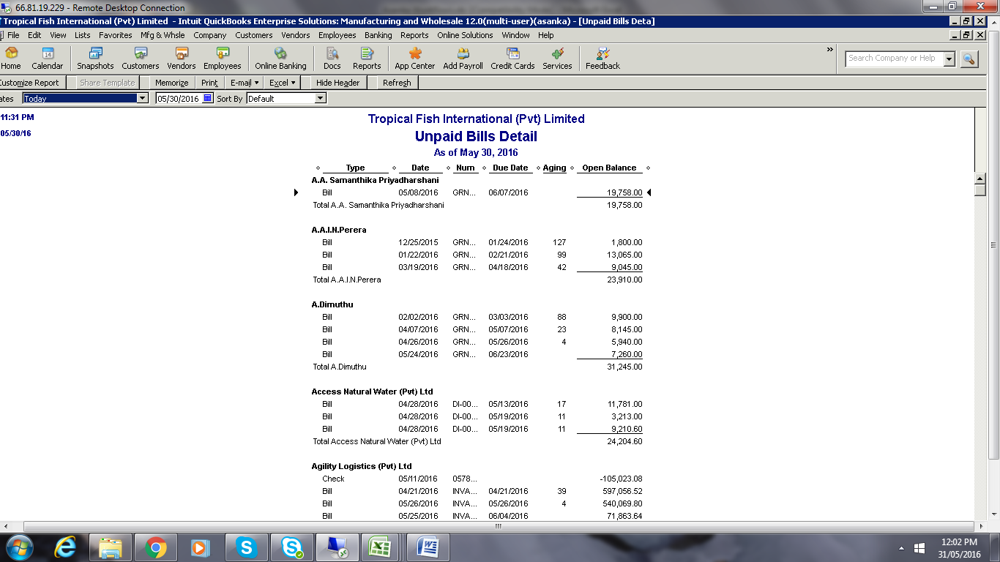 66.81.19.229 - Remote Desktop Connection
Tropical Fish International (Pvt) Limited - Intuit QuickBooks Enterprise Solutions: Manufacturing and Wholesale 12.0(multi-user)(asanka) - [Unpaid Bills Deta]
File Edit View Lists Favorites Mfg & Whsle Company Customers Vendors Employees Banking Reports Online Solutions Window Help
14
Home Calendar Snapshots Customers Vendors Employees Online Banking Docs Reports App Center Add Payroll Credit Cards Services Feedback » Search Company or Help
ustomize Report Share Template Memorize Print E-mail Excel Hide Header Refresh
ates Today 05/30/2016 Sort By Default
11:31 PM
05/30/16
Tropical Fish International (Pvt) Limited
Unpaid Bills Detail
As of May 30, 2016
Type Date Num Due Date Aging Open Balance
A.A. Samanthika Priyadharshani
Bill 05/08/2016 GRN... 06/07/2016 19,758.00
Total A.A. Samanthika Priyadharshani 19,758.00
A.A.I.N.Perera
Bill 12/25/2015 GRN... 01/24/2016 127 1,800.00
Bill 01/22/2016 GRN... 02/21/2016 99 13,065.00
Bill 03/19/2016 GRN... 04/18/2016 42 9,045.00
Total A.A.I.N.Perera 23,910.00
A.Dimuthu
Bill 02/02/2016 GRN... 03/03/2016 88 9,900.00
Bill 04/07/2016 GRN... 05/07/2016 23 8,145.00
Bill 04/26/2016 GRN... 05/26/2016 4 5,940.00
Bill 05/24/2016 GRN... 06/23/2016 7,260.00
Total A.Dimuthu 31,245.00
Access Natural Water (Pvt) Ltd
Bill 04/28/2016 DI-00... 05/13/2016 17 11,781.00
Bill 04/28/2016 DI-00... 05/19/2016 11 3,213.00
Bill 04/28/2016 DI-00... 05/19/2016 11 9,210.60
Total Access Natural Water (Pvt) Ltd 24,204.60
Agility Logistics (Pvt) Ltd
Check 05/11/2016 0578... -105,023.08
Bill 04/21/2016 INVA... 04/21/2016 39 597,056.52
Bill 05/26/2016 INVA... 05/26/2016 4 540,069.80
Bill 05/25/2016 INVA... 06/04/2016 71,863.64
12:02 PM
31/05/2016